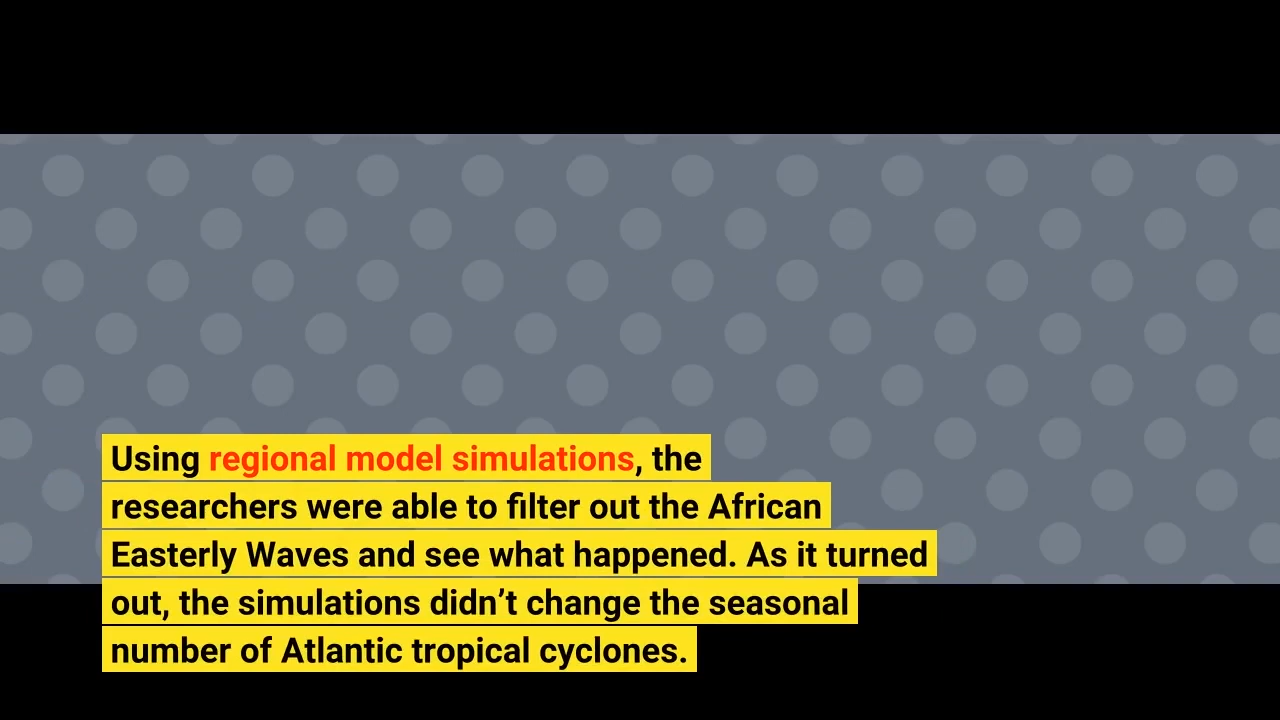 Using regional model simulations, the
researchers were able to filter out the African
Easterly Waves and see what happened. As it turned
out, the simulations didn’t change the seasonal
number of Atlantic tropical cyclones.